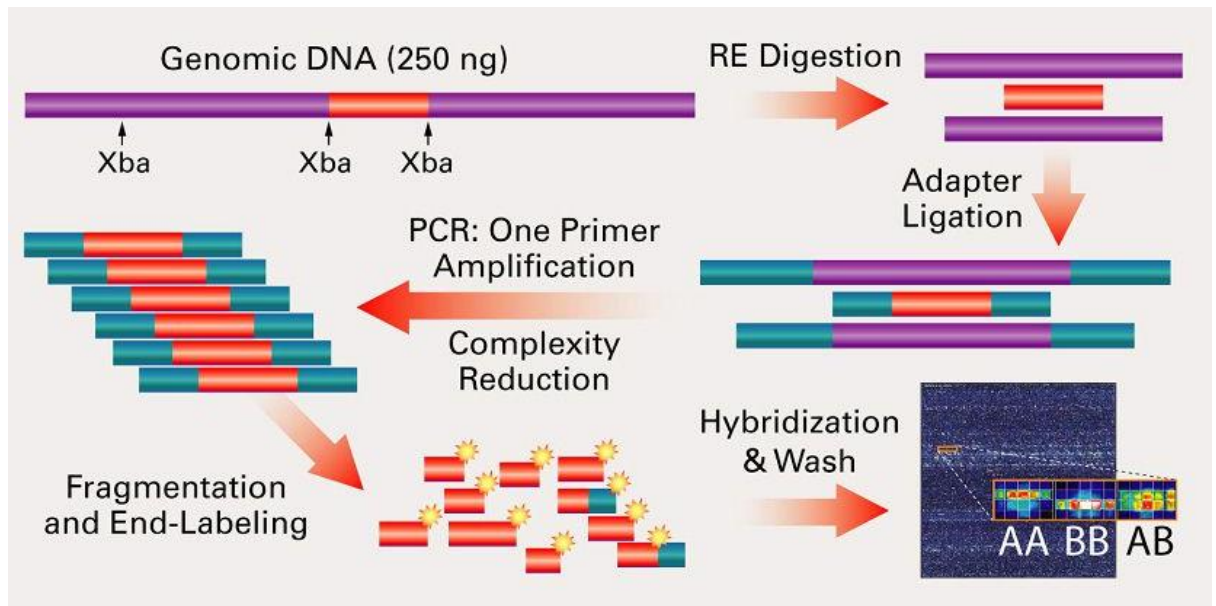 Genomic DNA (250 ng)
Xba
Xba
Xba
RE Digestion
Adapter
Ligation
PCR: One Primer
Amplification
Complexity
Reduction
Fragmentation
and End-Labeling
Hybridization
& Wash
AA BB AB